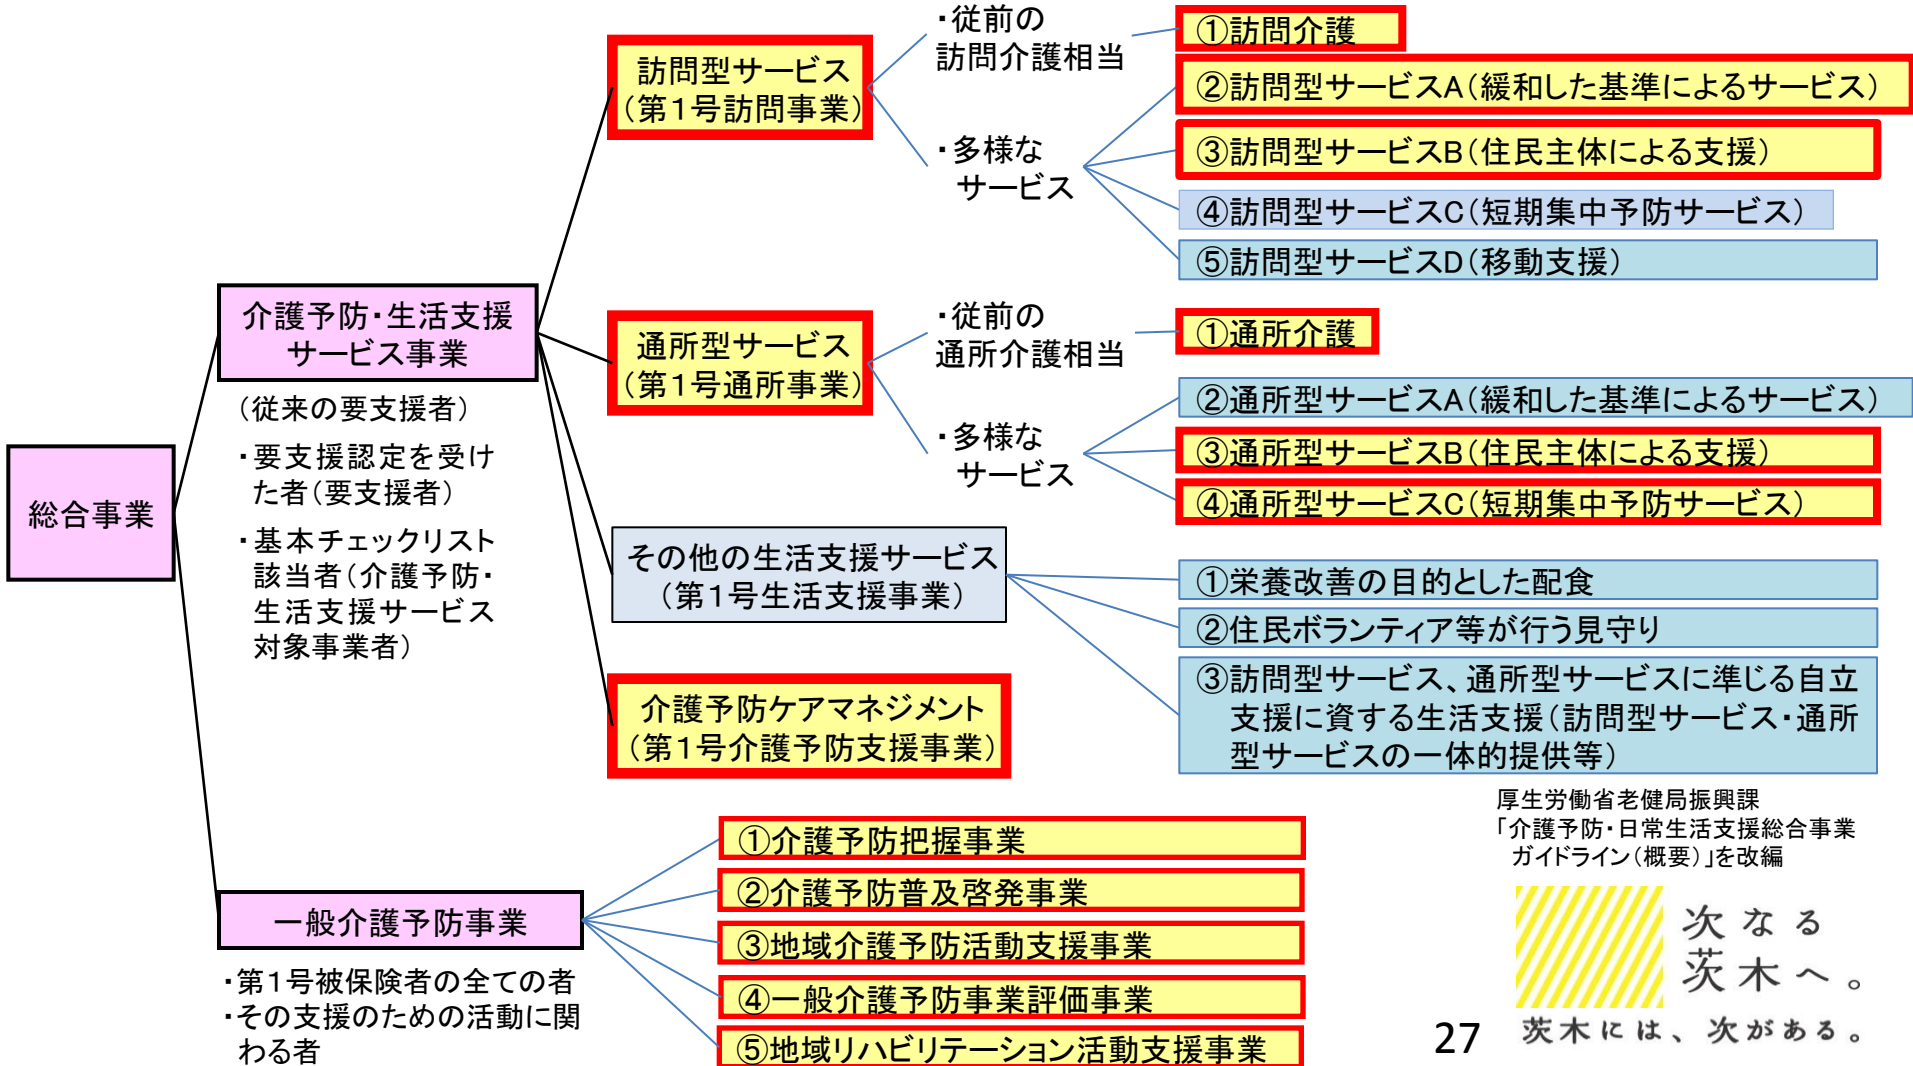 総合事業
介護予防・生活支援
サービス事業
（従来の要支援者）
・要支援認定を受け
た者（要支援者）
・基本チェックリスト
該当者（介護予防・
生活支援サービス
対象事業者）
訪問型サービス
（第１号訪問事業）
・従前の
訪問介護相当
①訪問介護
・多様な
サービス
②訪問型サービスA（緩和した基準によるサービス）
③訪問型サービスB（住民主体による支援）
④訪問型サービスC（短期集中予防サービス）
⑤訪問型サービスD（移動支援）
通所型サービス
（第１号通所事業）
・従前の
通所介護相当
①通所介護
・多様な
サービス
②通所型サービスA（緩和した基準によるサービス）
③通所型サービスB（住民主体による支援）
④通所型サービスC（短期集中予防サービス）
その他の生活支援サービス
（第１号生活支援事業）
①栄養改善の目的とした配食
②住民ボランティア等が行う見守り
③訪問型サービス、通所型サービスに準じる自立
支援に資する生活支援（訪問型サービス・通所
型サービスの一体的提供等）
介護予防ケアマネジメント
（第１号介護予防支援事業）
一般介護予防事業
・第１号被保険者の全ての者
・その支援のための活動に関
わる者
①介護予防把握事業
②介護予防普及啓発事業
③地域介護予防活動支援事業
④一般介護予防事業評価事業
⑤地域リハビリテーション活動支援事業
厚生労働省老健局振興課
「介護予防・日常生活支援総合事業
ガイドライン（概要）」を改編
次なる
茨木へ。
茨木には、次がある。
27